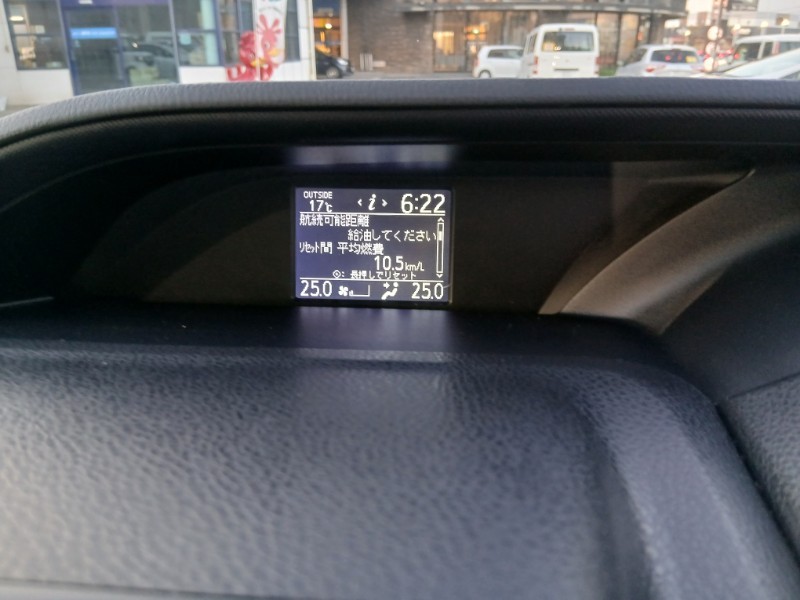 OUTSIDE
17℃ < i > 6:22
航続可能距離
給油してください
リセット間 平均燃費
10.5km/L
◎: 長押しでリセット
25.0 25.0